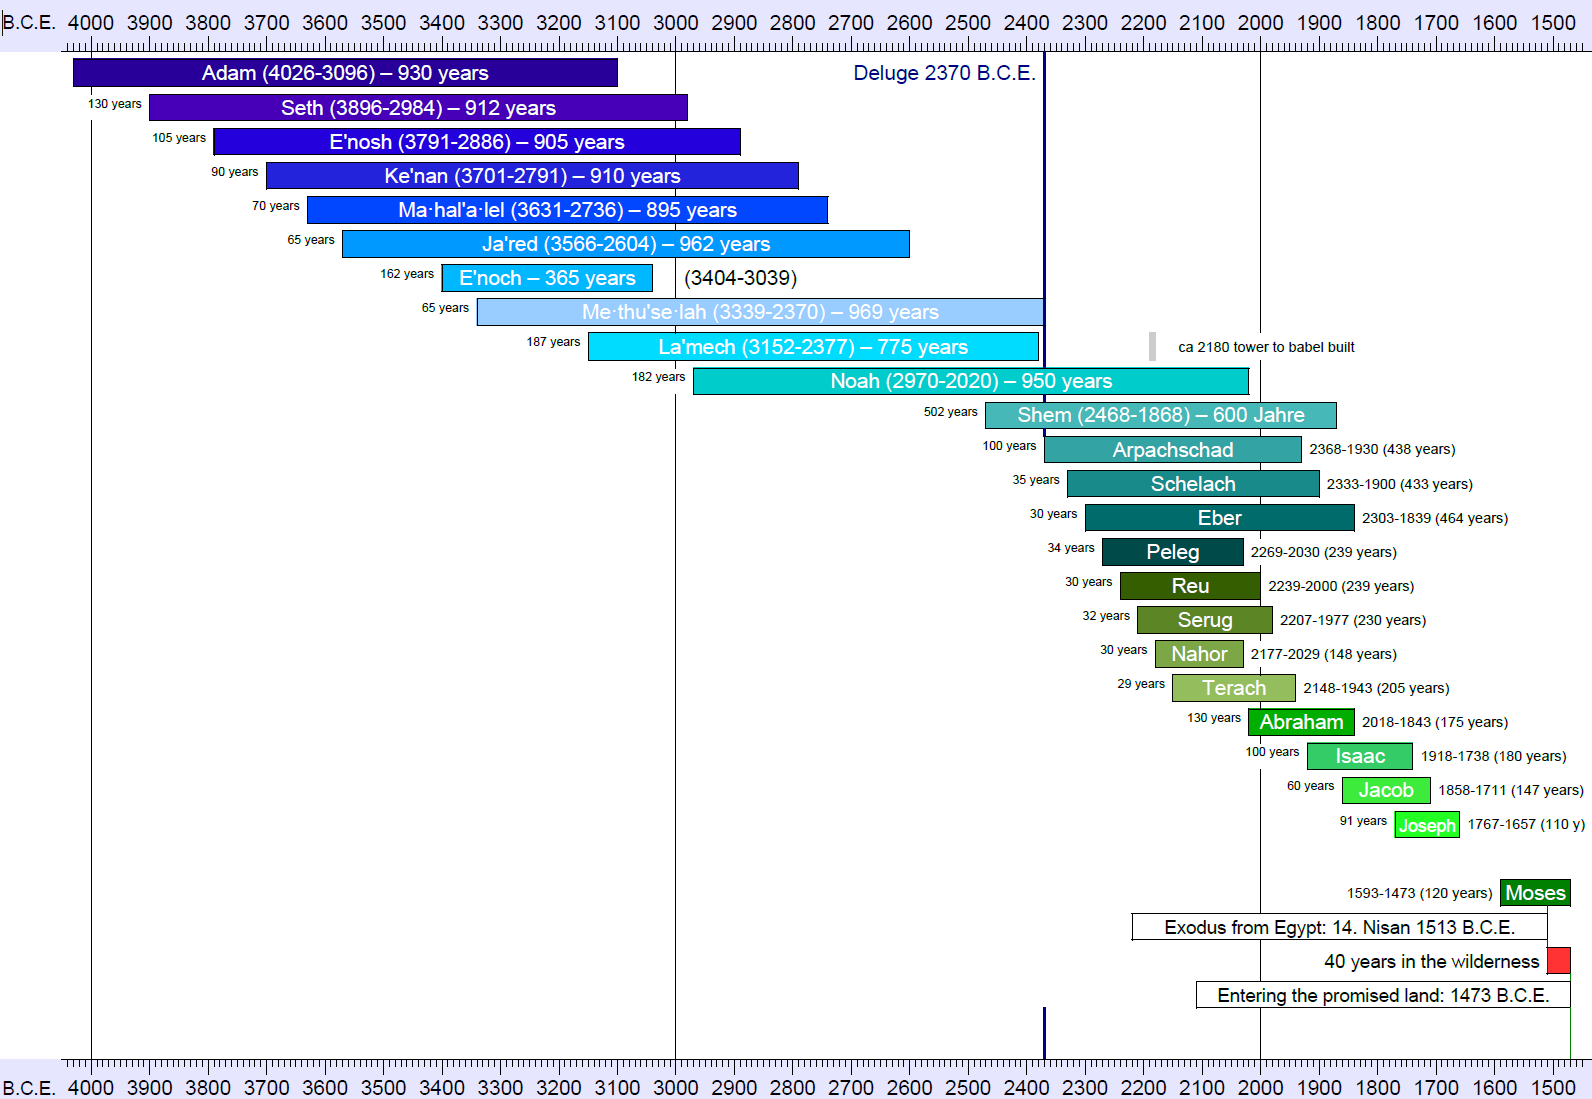 B.C.E. 4000 3900 3800 3700 3600 3500 3400 3300 3200 3100 3000 2900 2800 2700 2600 2500 2400 2300 2200 2100 2000 1900 1800 1700 1600 1500
Adam (4026-3096) – 930 years
Deluge 2370 B.C.E.
130 years Seth (3896-2984) – 912 years
105 years E'nosh (3791-2886) – 905 years
90 years Ke'nan (3701-2791) – 910 years
70 years Ma·hal'a·lel (3631-2736) – 895 years
65 years Ja'red (3566-2604) – 962 years
162 years E'noch – 365 years (3404-3039)
65 years Me·thu'se·lah (3339-2370) – 969 years
187 years La'mech (3152-2377) – 775 years
ca 2180 tower to babel built
182 years Noah (2970-2020) – 950 years
502 years Shem (2468-1868) – 600 Jahre
100 years Arpachschad 2368-1930 (438 years)
35 years Schelach 2333-1900 (433 years)
30 years Eber 2303-1839 (464 years)
34 years Peleg 2269-2030 (239 years)
30 years Reu 2239-2000 (239 years)
32 years Serug 2207-1977 (230 years)
30 years Nahor 2177-2029 (148 years)
29 years Terach 2148-1943 (205 years)
130 years Abraham 2018-1843 (175 years)
100 years Isaac 1918-1738 (180 years)
60 years Jacob 1858-1711 (147 years)
91 years Joseph 1767-1657 (110 y)
1593-1473 (120 years) Moses
Exodus from Egypt: 14. Nisan 1513 B.C.E.
40 years in the wilderness
Entering the promised land: 1473 B.C.E.
B.C.E. 4000 3900 3800 3700 3600 3500 3400 3300 3200 3100 3000 2900 2800 2700 2600 2500 2400 2300 2200 2100 2000 1900 1800 1700 1600 1500